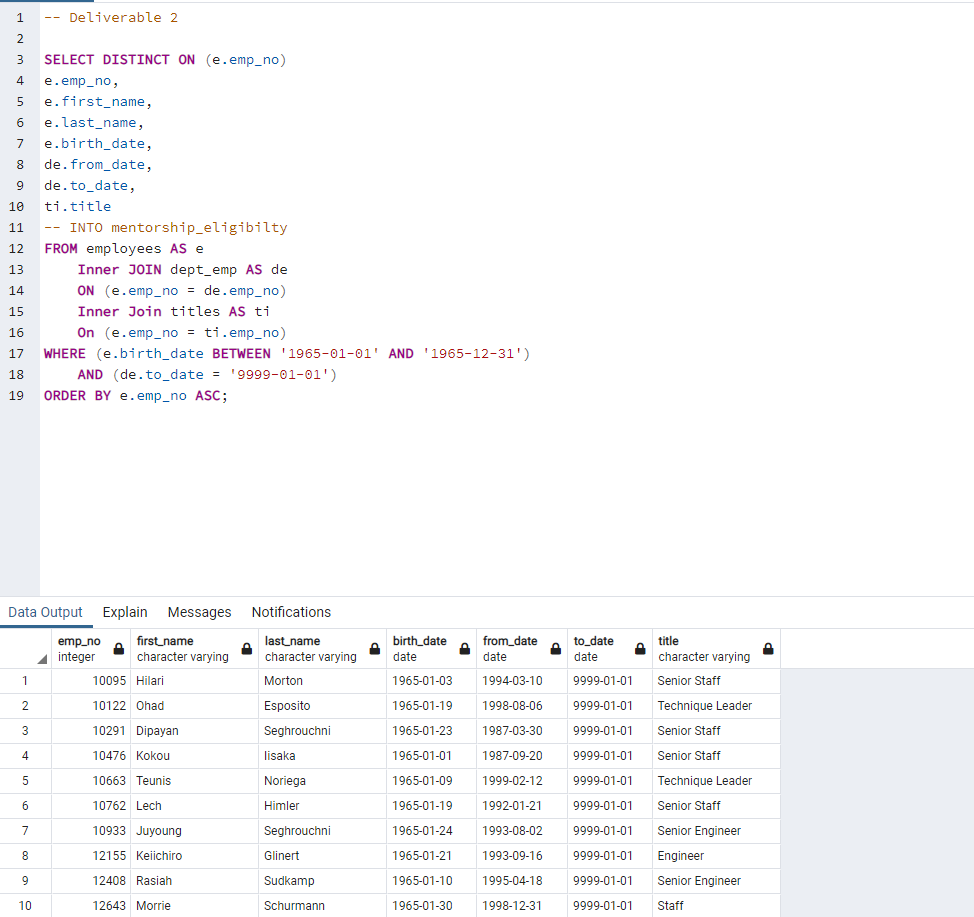 1 -- Deliverable 2
2
3 SELECT DISTINCT ON (e.emp_no)
4 e.emp_no,
5 e.first_name,
6 e.last_name,
7 e.birth_date,
8 de.from_date,
9 de.to_date,
10 ti.title
11 -- INTO mentorship_eligibilty
12 FROM employees AS e
13 Inner JOIN dept_emp AS de
14 ON (e.emp_no = de.emp_no)
15 Inner Join titles AS ti
16 On (e.emp_no = ti.emp_no)
17 WHERE (e.birth_date BETWEEN '1965-01-01' AND '1965-12-31')
18 AND (de.to_date = '9999-01-01')
19 ORDER BY e.emp_no ASC;
Data Output Explain Messages Notifications
emp_no first_name last_name birth_date from_date to_date title
integer character varying character varying date date date character varying
1 10095 Hilari Morton 1965-01-03 1994-03-10 9999-01-01 Senior Staff
2 10122 Ohad Esposito 1965-01-19 1998-08-06 9999-01-01 Technique Leader
3 10291 Dipayan Seghrouchni 1965-01-23 1987-03-30 9999-01-01 Senior Staff
4 10476 Kokou Iisaka 1965-01-01 1987-09-20 9999-01-01 Senior Staff
5 10663 Teunis Noriega 1965-01-09 1999-02-12 9999-01-01 Technique Leader
6 10762 Lech Himler 1965-01-19 1992-01-21 9999-01-01 Senior Staff
7 10933 Juyoung Seghrouchni 1965-01-24 1993-08-02 9999-01-01 Senior Engineer
8 12155 Keiichiro Glinert 1965-01-21 1993-09-16 9999-01-01 Engineer
9 12408 Rasiah Sudkamp 1965-01-10 1995-04-18 9999-01-01 Senior Engineer
10 12643 Morrie Schurmann 1965-01-30 1998-12-31 9999-01-01 Staff